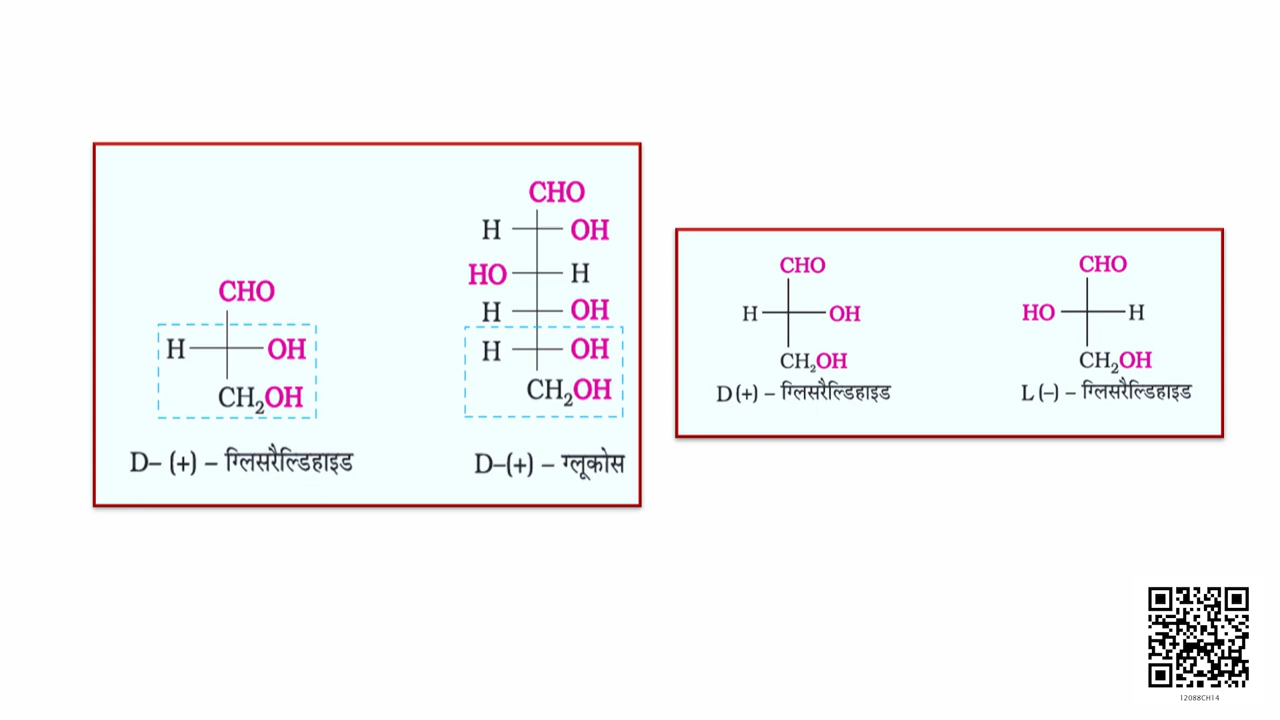 CHO
H OH
CH₂OH
D– (+) – ग्लिसरैल्डिहाइड
CHO
H OH
HO H
H OH
H OH
CH₂OH
D–(+) – ग्लूकोस
CHO
H OH
CH₂OH
D (+) – ग्लिसरैल्डिहाइड
CHO
HO H
CH₂OH
L (–) – ग्लिसरैल्डिहाइड
12088CH14